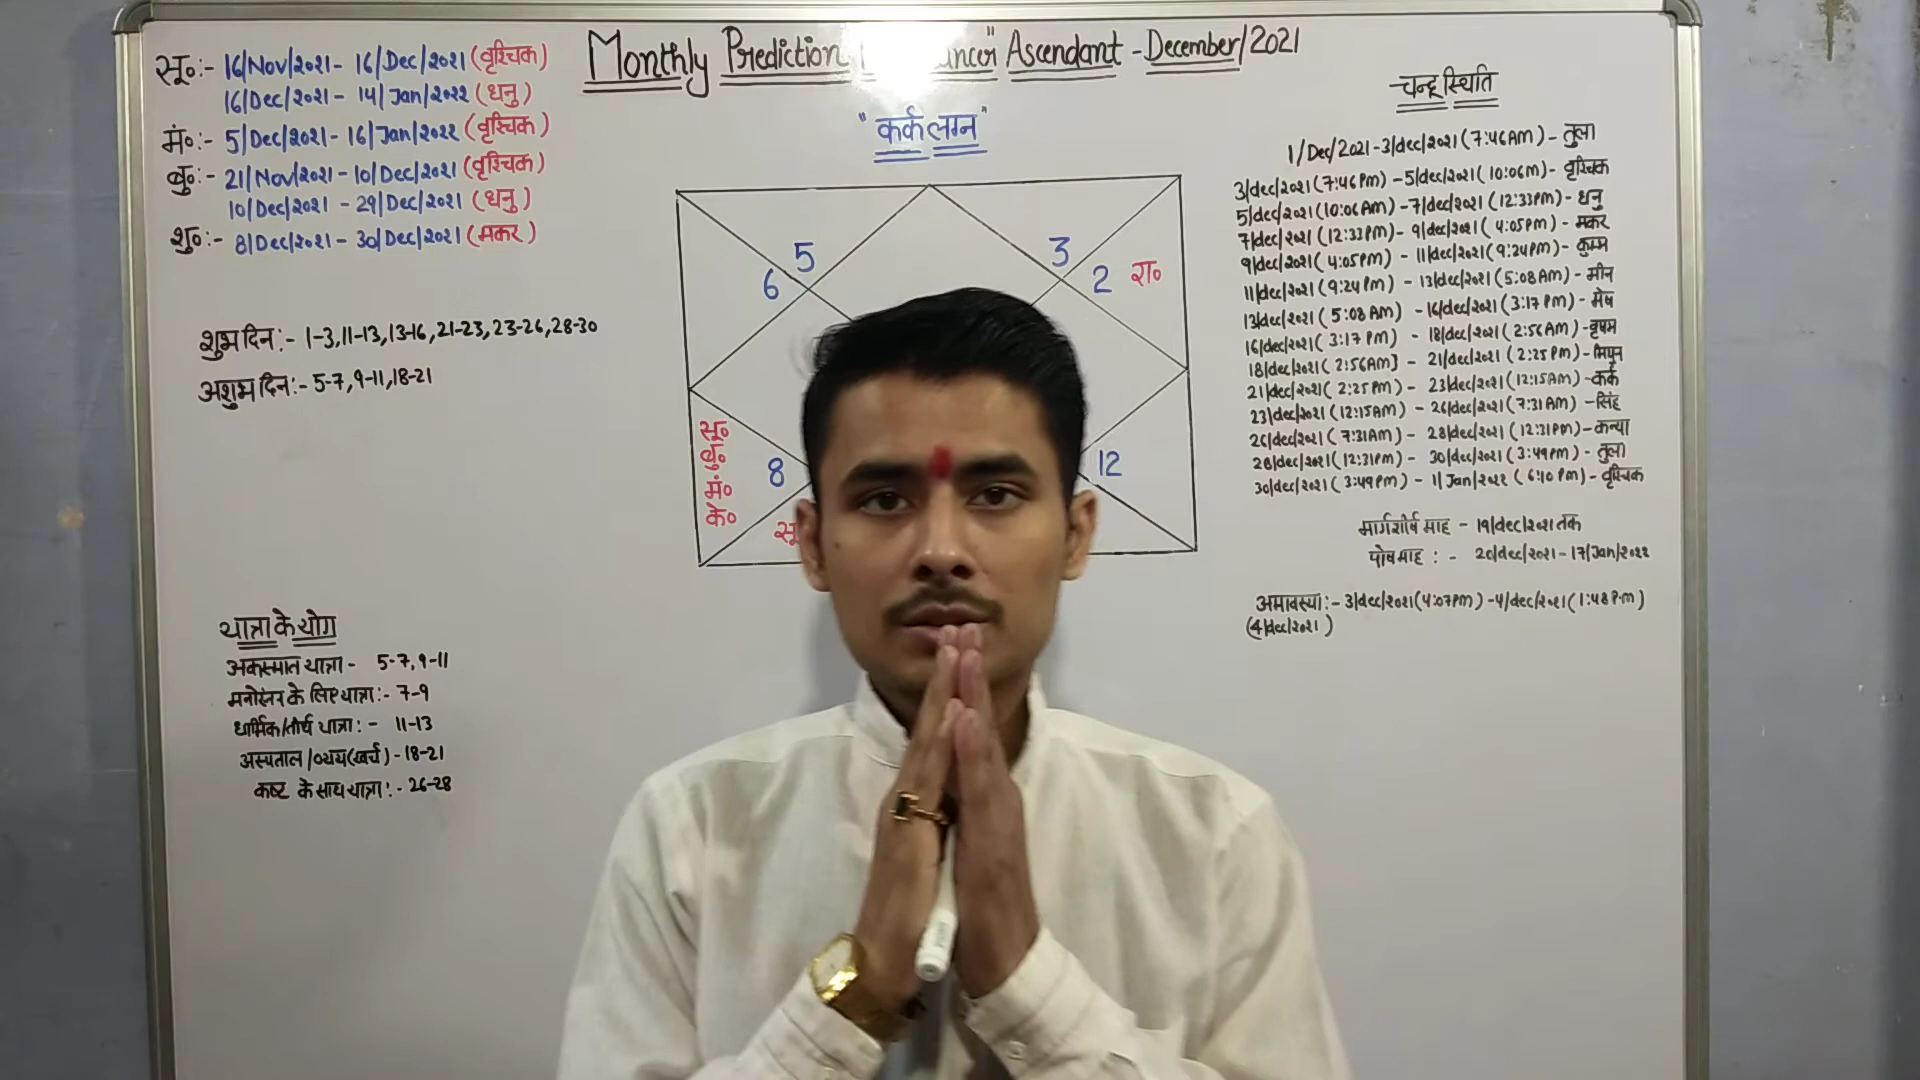 Monthly Prediction ancer" Ascendant - December/2021
"कर्क लग्न"
सू०:- 16/Nov/2021 - 16/Dec/2021 (वृश्चिक)
16/Dec/2021 - 14/Jan/2022 (धनु)
मं०:- 5/Dec/2021 - 16/Jan/2022 (वृश्चिक)
बु०:- 21/Nov/2021 - 10/Dec/2021 (वृश्चिक)
10/Dec/2021 - 29/Dec/2021 (धनु)
शु०:- 8/Dec/2021 - 30/Dec/2021 (मकर)
शुभ दिन:- 1-3, 11-13, 13-16, 21-23, 23-26, 28-30
अशुभ दिन:- 5-7, 9-11, 18-21
यात्रा के योग
अकस्मात यात्रा - 5-7, 9-11
मनोरंजन के लिए यात्रा:- 7-9
धार्मिक/तीर्थ यात्रा:- 11-13
अस्पताल/व्यय(खर्च) - 18-21
कष्ट के साथ यात्रा:- 26-28
5
6
3
2 रा०
सू०
बु०
मं०
के०
8
सू
12
चन्द्र स्थिति
1/Dec/2021 - 3/dec/2021 (7:46AM) - तुला
3/dec/2021 (7:46PM) - 5/dec/2021 (10:06M) - वृश्चिक
5/dec/2021 (10:06AM) - 7/dec/2021 (12:33PM) - धनु
7/dec/2021 (12:33PM) - 9/dec/2021 (4:05PM) - मकर
9/dec/2021 (4:05PM) - 11/dec/2021 (9:24PM) - कुम्भ
11/dec/2021 (9:24PM) - 13/dec/2021 (5:08AM) - मीन
13/dec/2021 (5:08AM) - 16/dec/2021 (3:17PM) - मेष
16/dec/2021 (3:17PM) - 18/dec/2021 (2:56AM) - वृषभ
18/dec/2021 (2:56AM) - 21/dec/2021 (2:25PM) - मिथुन
21/dec/2021 (2:25PM) - 23/dec/2021 (12:15AM) - कर्क
23/dec/2021 (12:15AM) - 26/dec/2021 (7:31AM) - सिंह
26/dec/2021 (7:31AM) - 28/dec/2021 (12:31PM) - कन्या
28/dec/2021 (12:31PM) - 30/dec/2021 (3:49PM) - तुला
30/dec/2021 (3:49PM) - 1/Jan/2022 (6:10PM) - वृश्चिक
मार्गशीर्ष माह - 19/dec/2021 तक
पोष माह :- 20/dec/2021 - 17/Jan/2022
अमावस्या:- 3/dec/2021 (4:07PM) - 4/dec/2021 (1:48P.M)
(4/dec/2021)